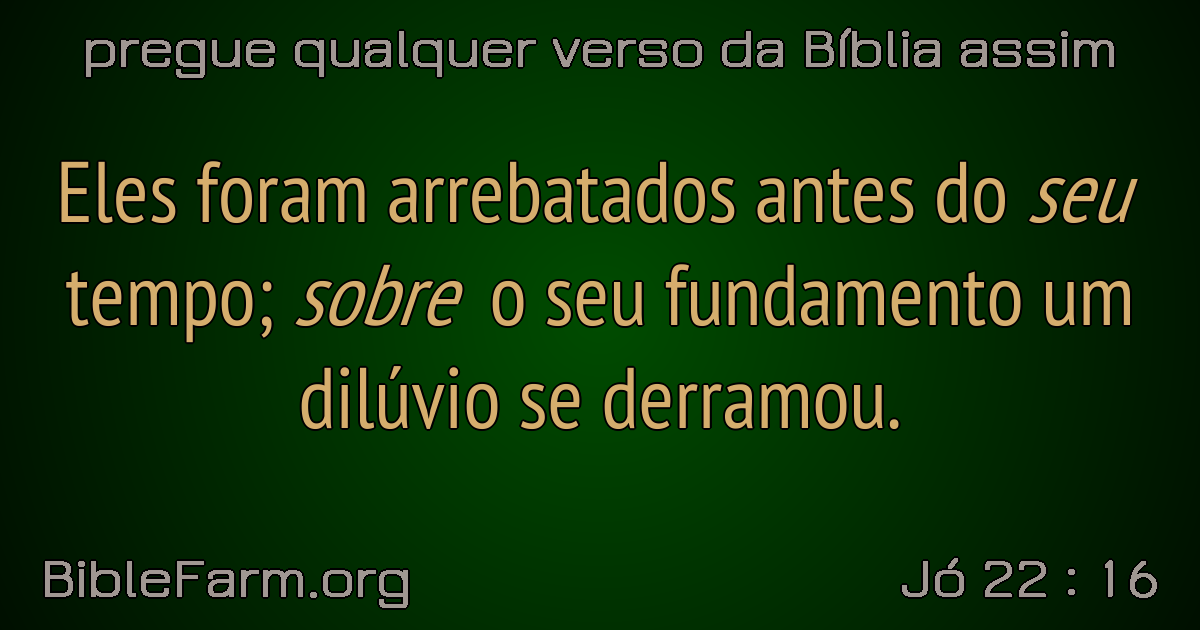 pregue qualquer verso da Bíblia assim
Eles foram arrebatados antes do seu
tempo; sobre o seu fundamento um
dilúvio se derramou.
BibleFarm.org
Jó 22 : 16